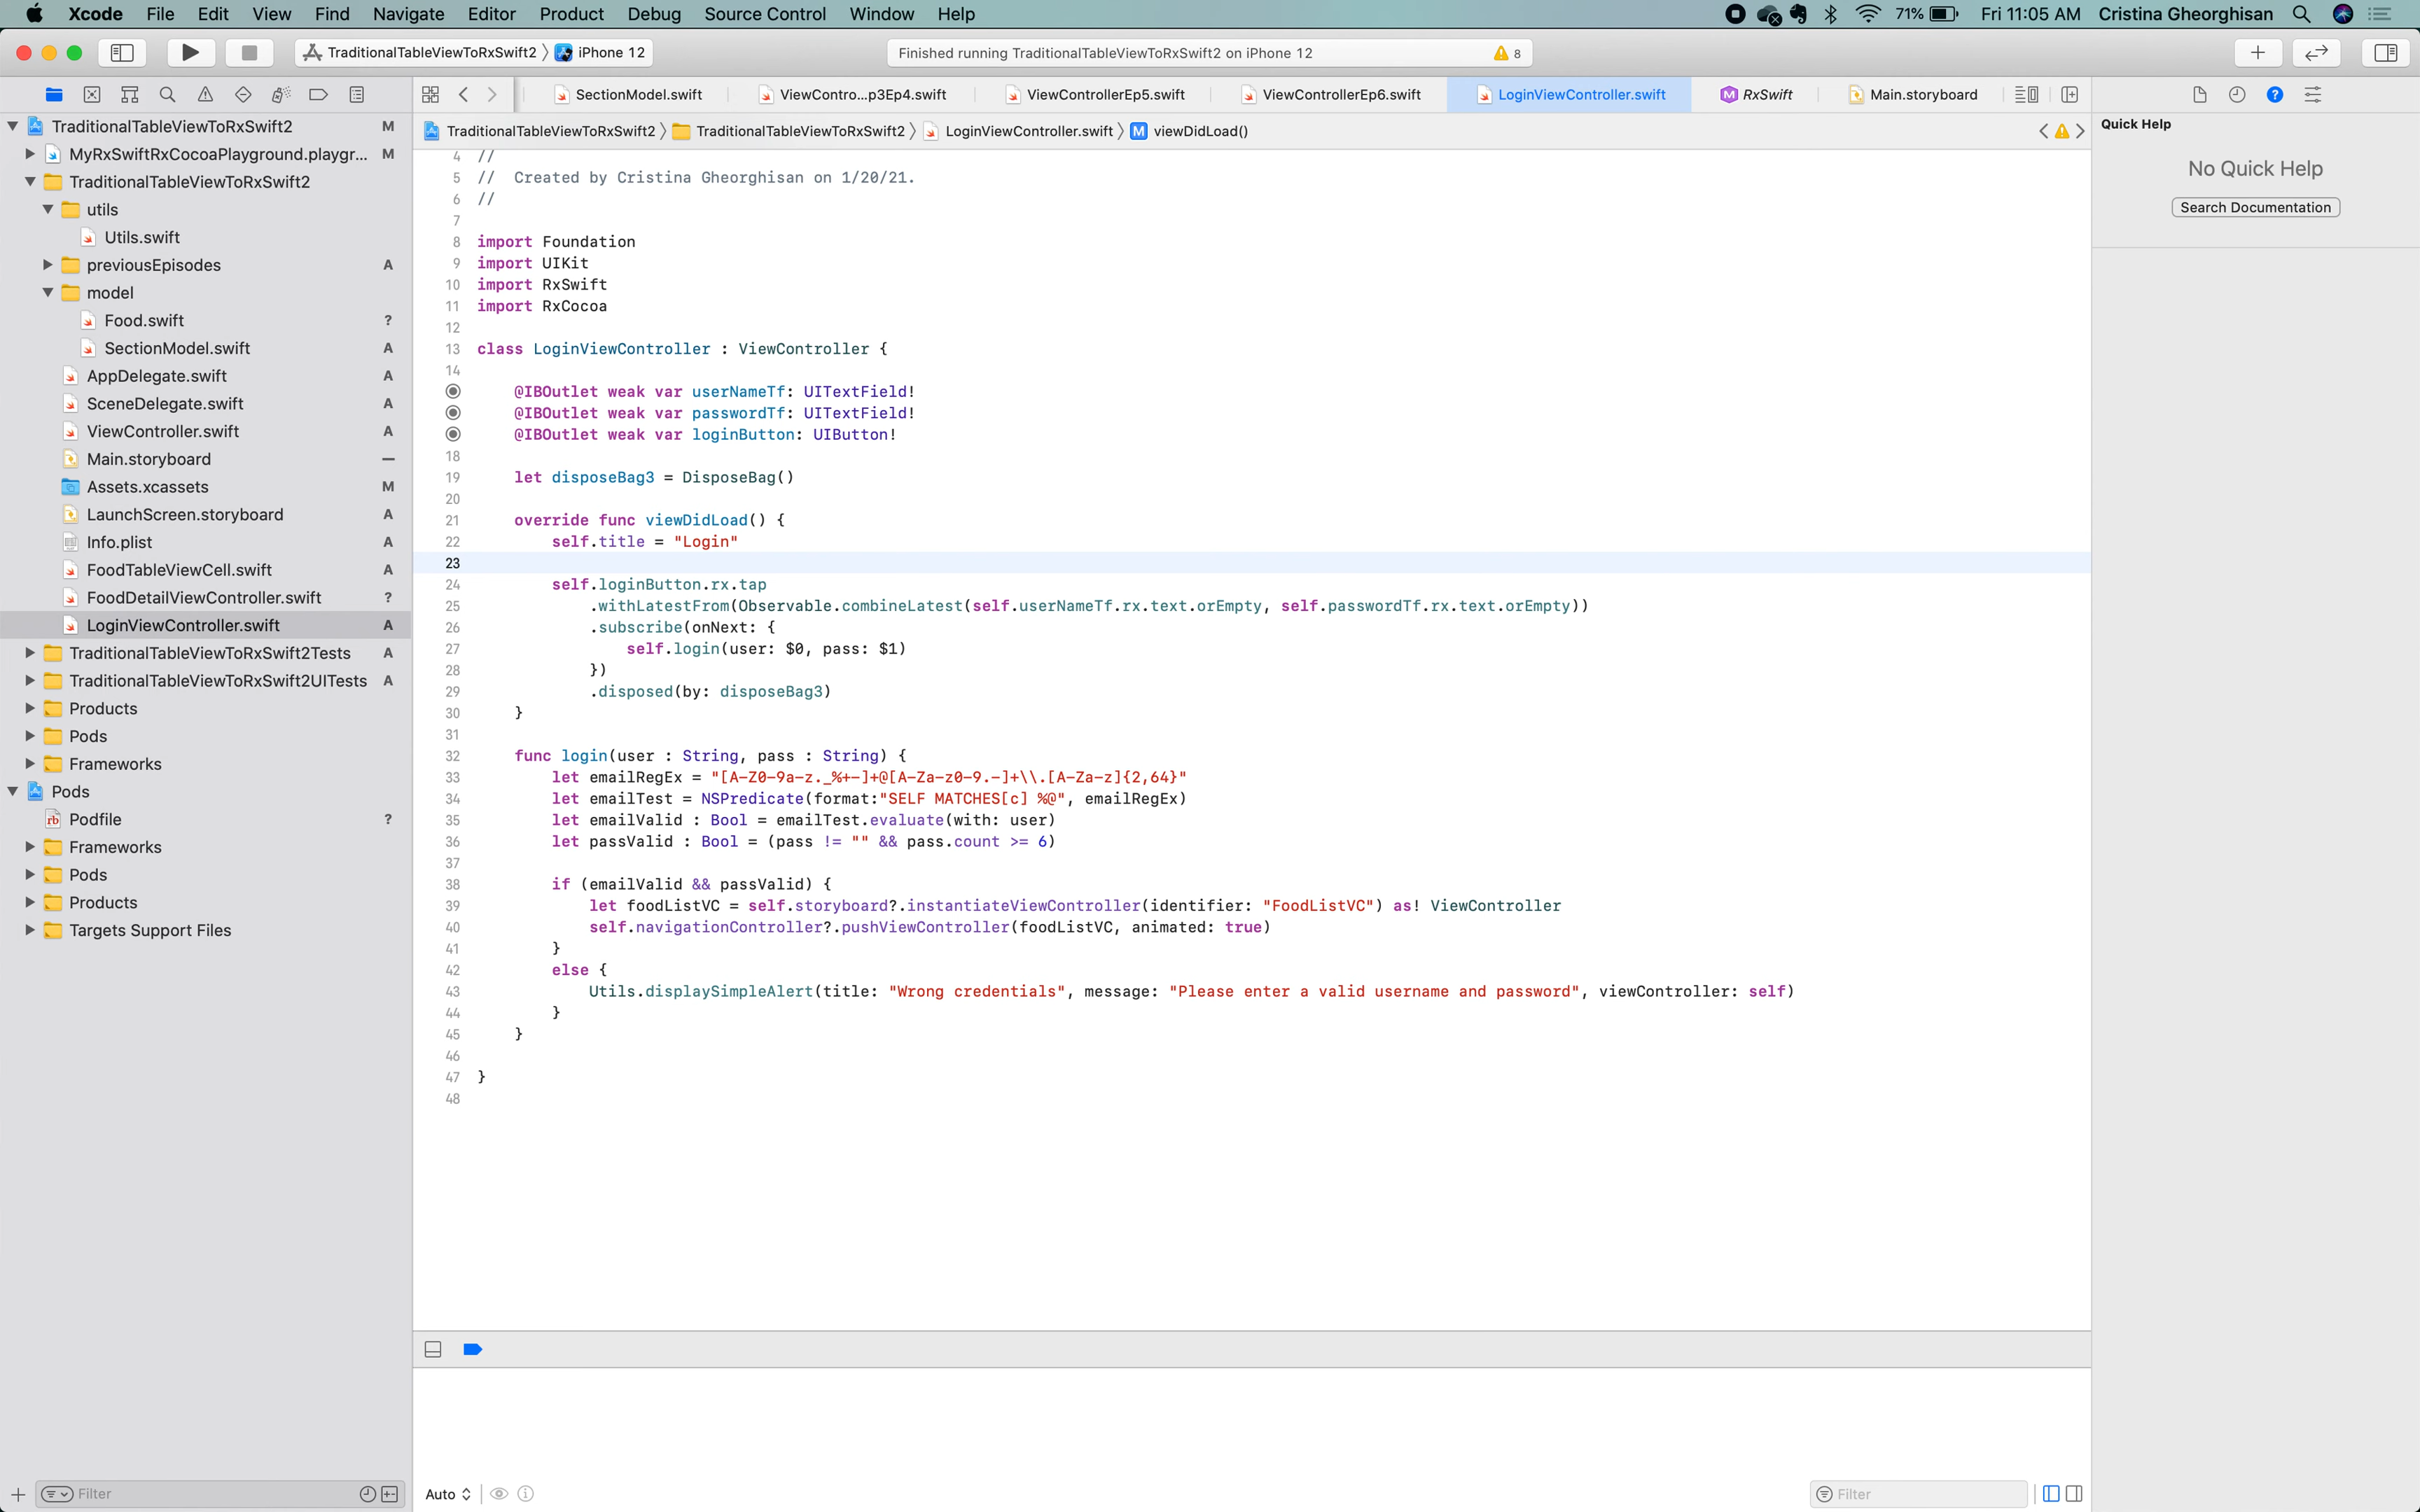 Xcode File Edit View Find Navigate Editor Product Debug Source Control Window Help 71% Fri 11:05 AM Cristina Gheorghisan
TraditionalTableViewToRxSwift2 iPhone 12 Finished running TraditionalTableViewToRxSwift2 on iPhone 12 8
SectionModel.swift ViewContro...p3Ep4.swift ViewControllerEp5.swift ViewControllerEp6.swift LoginViewController.swift RxSwift Main.storyboard
TraditionalTableViewToRxSwift2 TraditionalTableViewToRxSwift2 LoginViewController.swift M viewDidLoad()
TraditionalTableViewToRxSwift2 M
MyRxSwiftRxCocoaPlayground.playgr... M
TraditionalTableViewToRxSwift2
utils
Utils.swift
previousEpisodes A
model
Food.swift ?
SectionModel.swift A
AppDelegate.swift A
SceneDelegate.swift A
ViewController.swift A
Main.storyboard —
Assets.xcassets M
LaunchScreen.storyboard A
Info.plist A
FoodTableViewCell.swift A
FoodDetailViewController.swift ?
LoginViewController.swift A
TraditionalTableViewToRxSwift2Tests A
TraditionalTableViewToRxSwift2UITests A
Products
Pods
Frameworks
Pods
Podfile ?
Frameworks
Pods
Products
Targets Support Files
Filter
4 //
5 //  Created by Cristina Gheorghisan on 1/20/21.
6 //
7
8 import Foundation
9 import UIKit
10 import RxSwift
11 import RxCocoa
12
13 class LoginViewController : ViewController {
14
@IBOutlet weak var userNameTf: UITextField!
@IBOutlet weak var passwordTf: UITextField!
@IBOutlet weak var loginButton: UIButton!
18
19 let disposeBag3 = DisposeBag()
20
21 override func viewDidLoad() {
22 self.title = "Login"
23
24 self.loginButton.rx.tap
25 .withLatestFrom(Observable.combineLatest(self.userNameTf.rx.text.orEmpty, self.passwordTf.rx.text.orEmpty))
26 .subscribe(onNext: {
27 self.login(user: $0, pass: $1)
28 })
29 .disposed(by: disposeBag3)
30 }
31
32 func login(user : String, pass : String) {
33 let emailRegEx = "[A-Z0-9a-z._%+-]+@[A-Za-z0-9.-]+\\.[A-Za-z]{2,64}"
34 let emailTest = NSPredicate(format:"SELF MATCHES[c] %@", emailRegEx)
35 let emailValid : Bool = emailTest.evaluate(with: user)
36 let passValid : Bool = (pass != "" && pass.count >= 6)
37
38 if (emailValid && passValid) {
39 let foodListVC = self.storyboard?.instantiateViewController(identifier: "FoodListVC") as! ViewController
40 self.navigationController?.pushViewController(foodListVC, animated: true)
41 }
42 else {
43 Utils.displaySimpleAlert(title: "Wrong credentials", message: "Please enter a valid username and password", viewController: self)
44 }
45 }
46
47 }
48
Auto
Filter
Quick Help
No Quick Help
Search Documentation